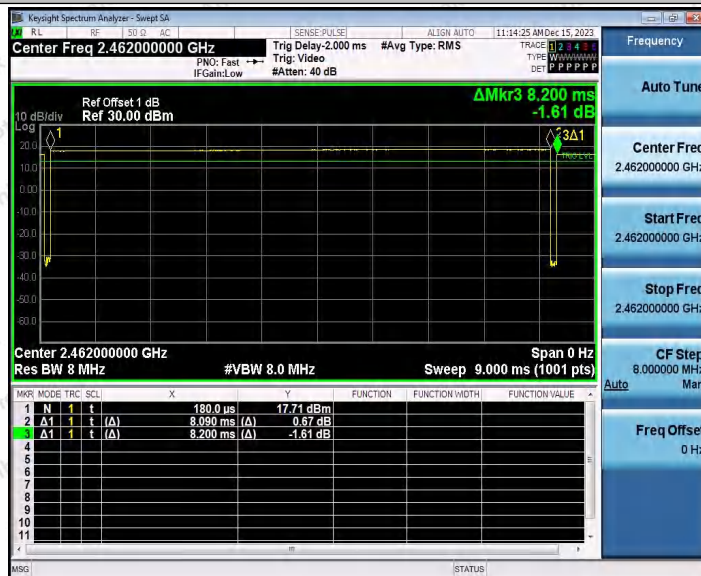 Keysight Spectrum Analyzer - Swept SA
RL RF 50 Ω AC SENSE:PULSE ALIGN AUTO 11:14:25 AM Dec 15, 2023
Center Freq 2.462000000 GHz
PNO: Fast
IFGain:Low
Trig Delay-2.000 ms
Trig: Video
#Atten: 40 dB
#Avg Type: RMS
TRACE 1 2 3 4 5 6
TYPE WWWWWW
DET P P P P P P
Frequency
Auto Tune
Center Freq
2.462000000 GHz
Start Freq
2.462000000 GHz
Stop Freq
2.462000000 GHz
CF Step
8.000000 MHz
Auto Man
Freq Offset
0 Hz
ΔMkr3 8.200 ms
-1.61 dB
Ref Offset 1 dB
10 dB/div Ref 30.00 dBm
Log
1
3Δ1
TRIG LVL
20.0
10.0
0.00
-10.0
-20.0
-30.0
-40.0
-50.0
-60.0
Center 2.462000000 GHz Span 0 Hz
Res BW 8 MHz #VBW 8.0 MHz Sweep 9.000 ms (1001 pts)
MKR MODE TRC SCL X Y FUNCTION FUNCTION WIDTH FUNCTION VALUE
1 N 1 t 180.0 µs 17.71 dBm
2 Δ1 1 t (Δ) 8.090 ms (Δ) 0.67 dB
3 Δ1 1 t (Δ) 8.200 ms (Δ) -1.61 dB
4
5
6
7
8
9
10
11
MSG STATUS